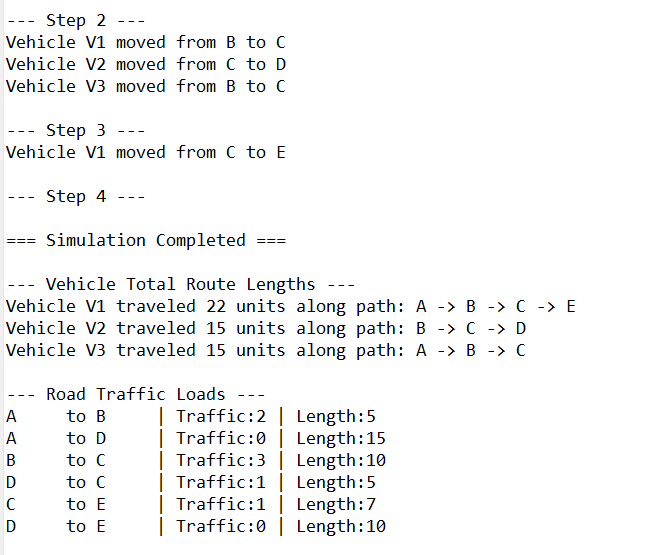 --- Step 2 ---
Vehicle V1 moved from B to C
Vehicle V2 moved from C to D
Vehicle V3 moved from B to C
--- Step 3 ---
Vehicle V1 moved from C to E
--- Step 4 ---
=== Simulation Completed ===
--- Vehicle Total Route Lengths ---
Vehicle V1 traveled 22 units along path: A -> B -> C -> E
Vehicle V2 traveled 15 units along path: B -> C -> D
Vehicle V3 traveled 15 units along path: A -> B -> C
--- Road Traffic Loads ---
A     to B     | Traffic:2 | Length:5
A     to D     | Traffic:0 | Length:15
B     to C     | Traffic:3 | Length:10
D     to C     | Traffic:1 | Length:5
C     to E     | Traffic:1 | Length:7
D     to E     | Traffic:0 | Length:10